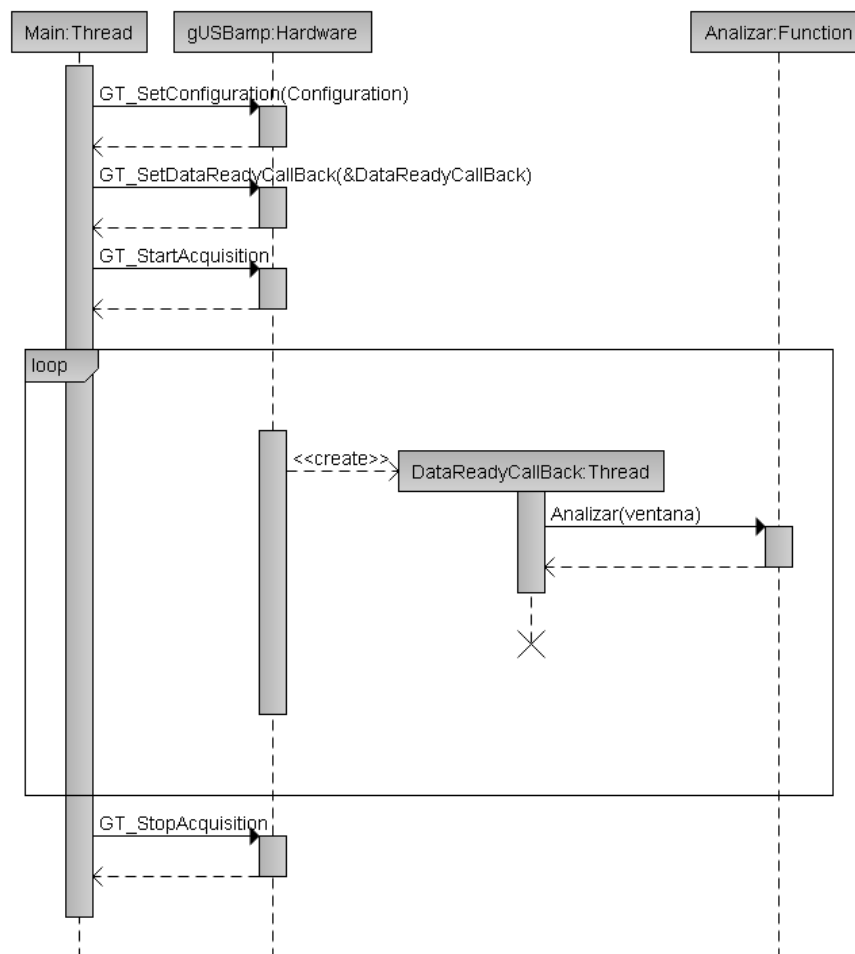 Main:Thread
gUSBamp:Hardware
Analizar:Function
GT_SetConfiguration(Configuration)
GT_SetDataReadyCallBack(&DataReadyCallBack)
GT_StartAcquisition
loop
<<create>>
DataReadyCallBack:Thread
Analizar(ventana)
GT_StopAcquisition